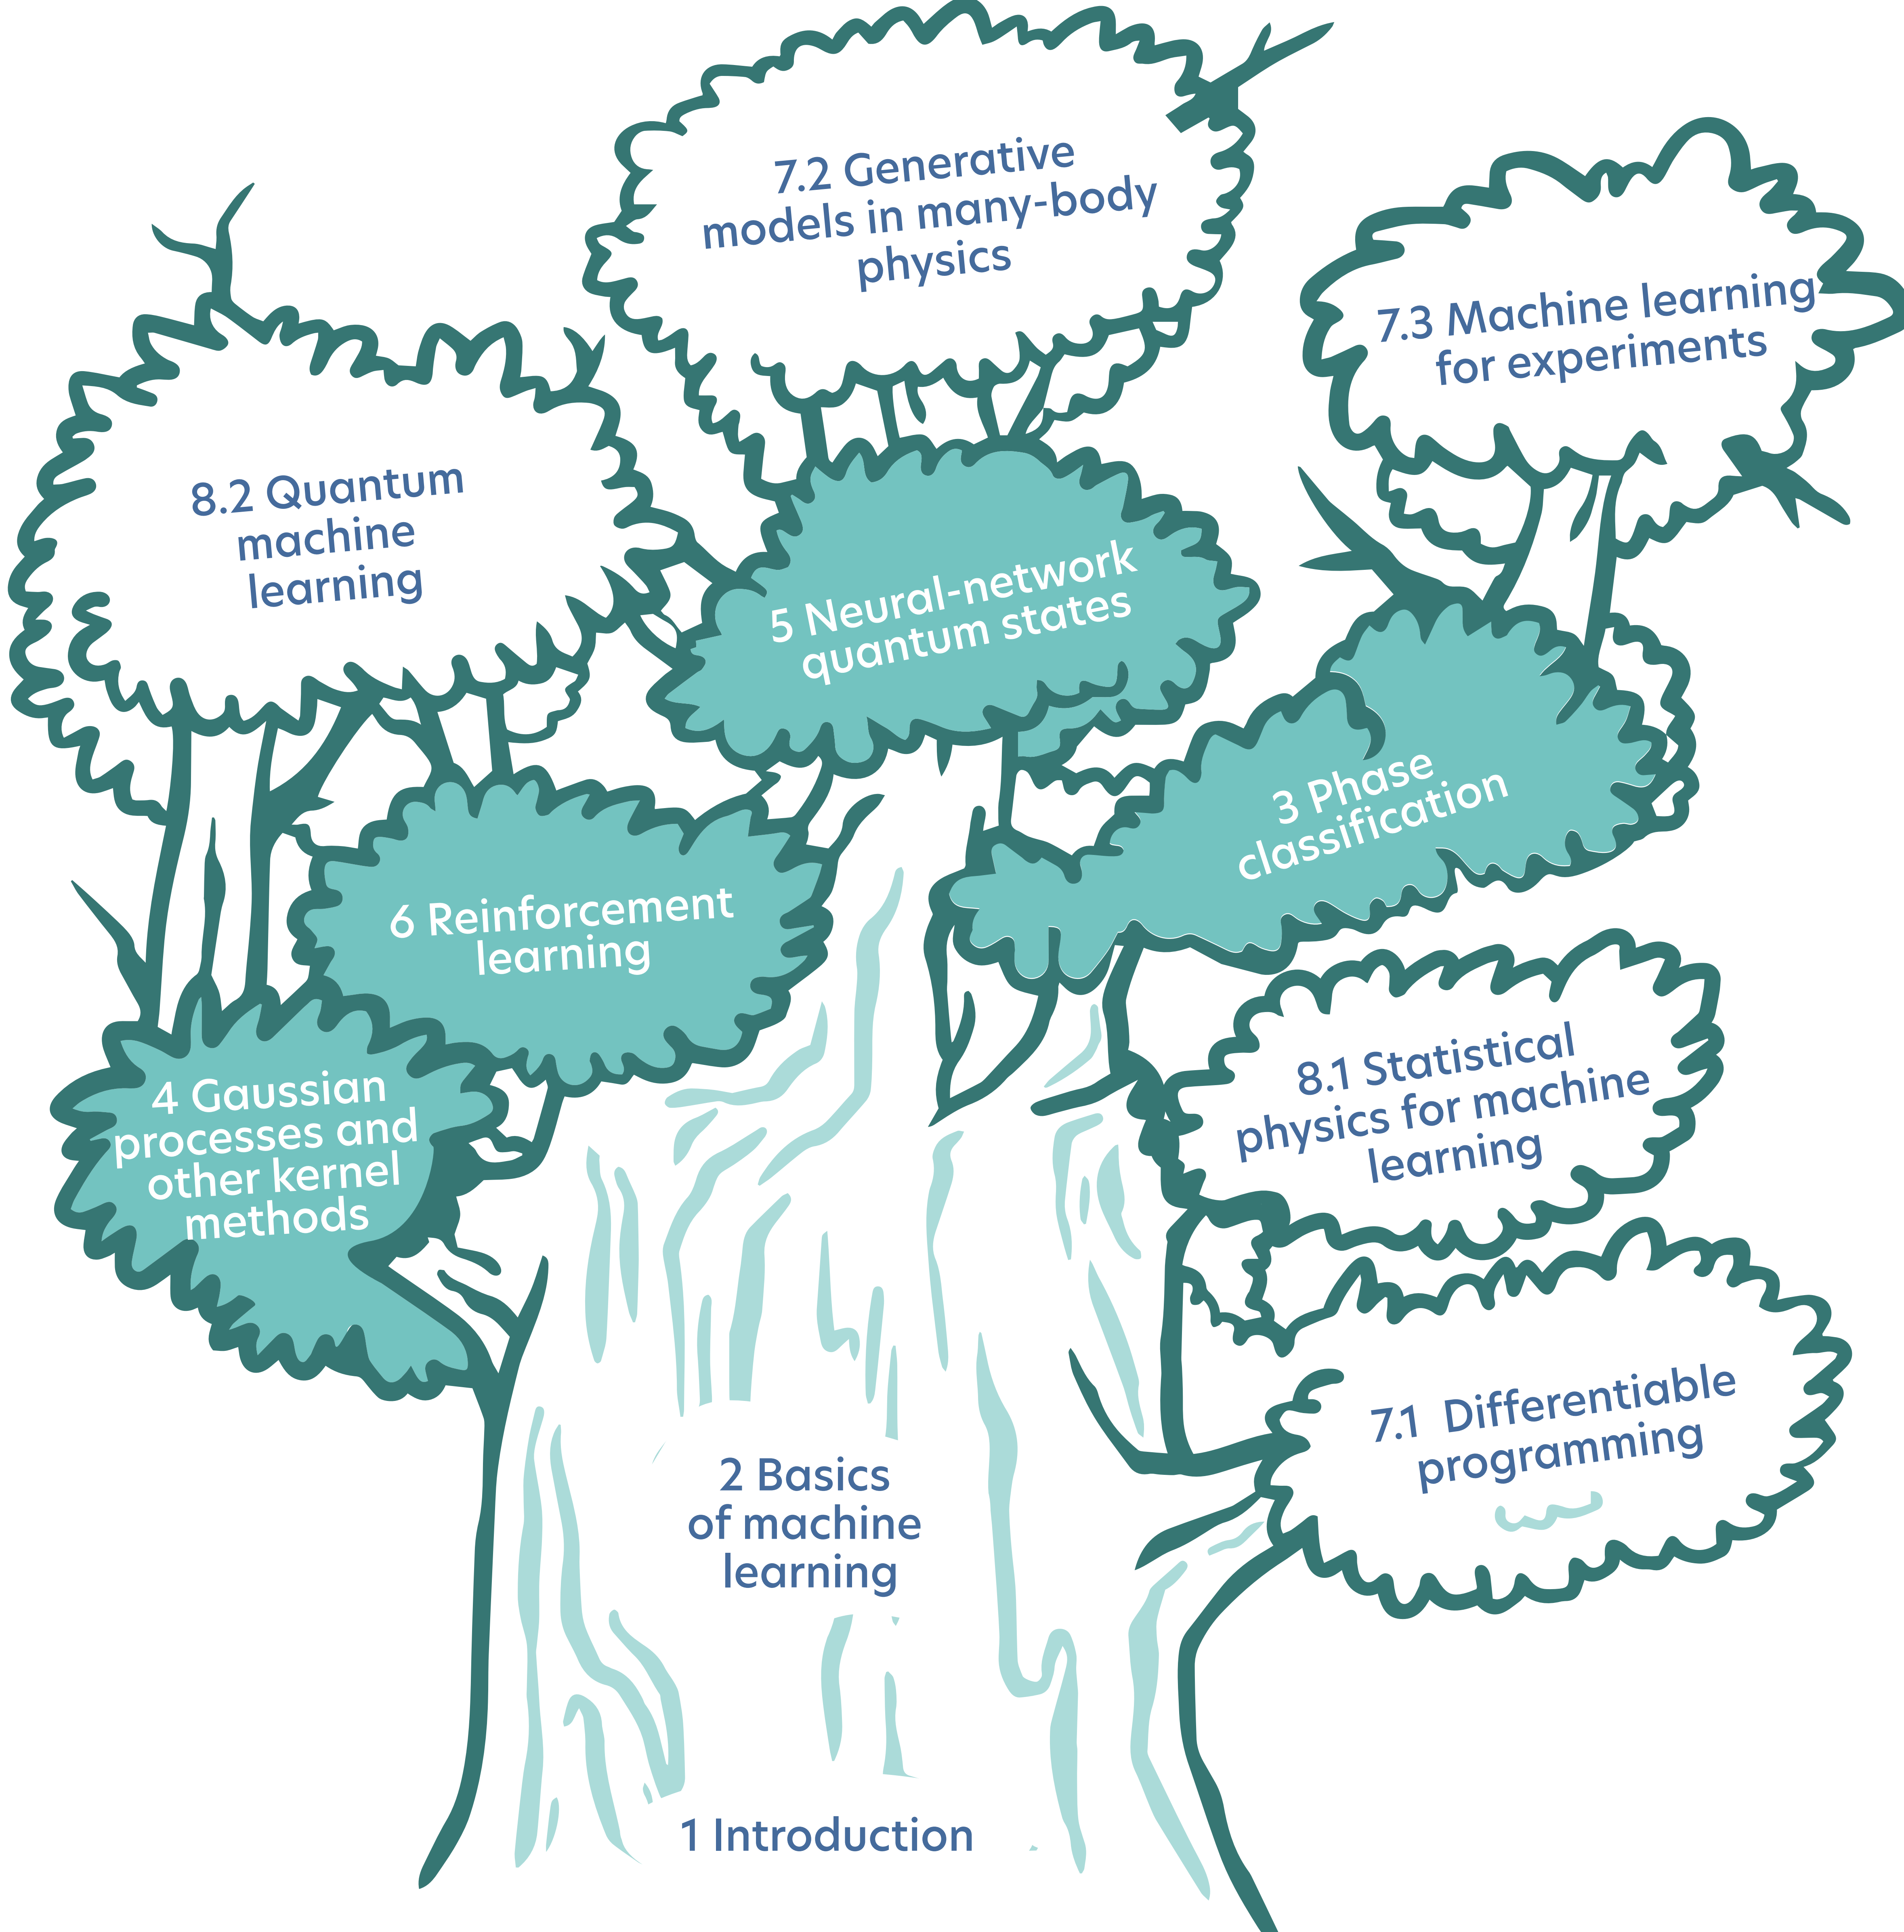 7.2 Generative
models in many-body
physics
7.3 Machine learning
for experiments
8.2 Quantum
machine
learning
5 Neural-network
quantum states
3 Phase
classification
6 Reinforcement
learning
8.1 Statistical
physics for machine
learning
4 Gaussian
processes and
other kernel
methods
7.1 Differentiable
programming
2 Basics
of machine
learning
1 Introduction